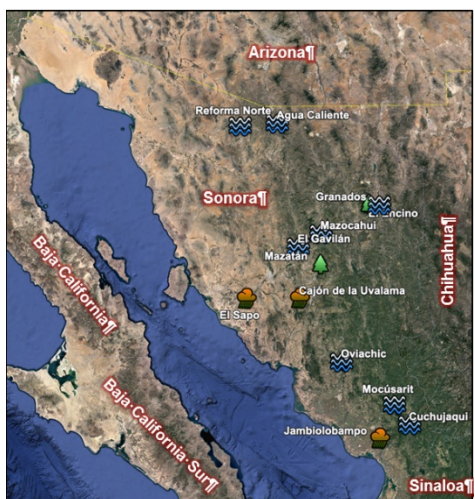 Arizona¶
Reforma Norte
Agua Caliente
Sonora¶
Granados
Mazocahui
El Gavilán
Mazatán
Chihuahua¶
Baja·California¶
Cajón de la Uvalama
El Sapo
Oviachic
Baja·California·Sur¶
Mocúsarit
Cuchujaqui
Jambiolobampo
Sinaloa¶